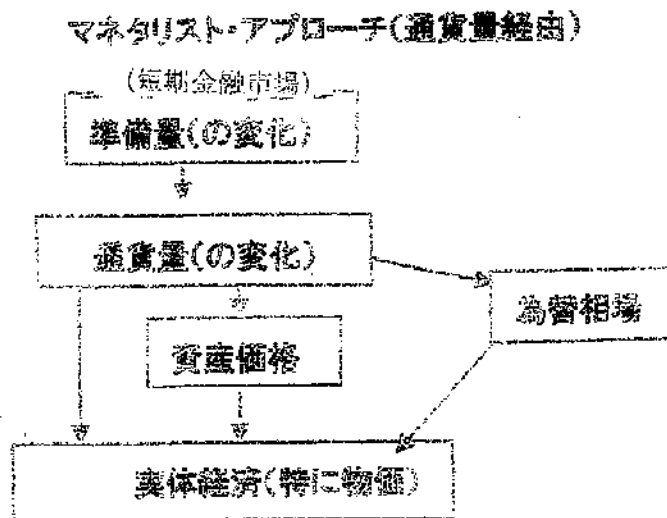 マネタリスト・アプローチ(通貨量経由)
(短期金融市場)
準備量(の変化)
通貨量(の変化)
為替相場
資産価格
実体経済(特に物価)